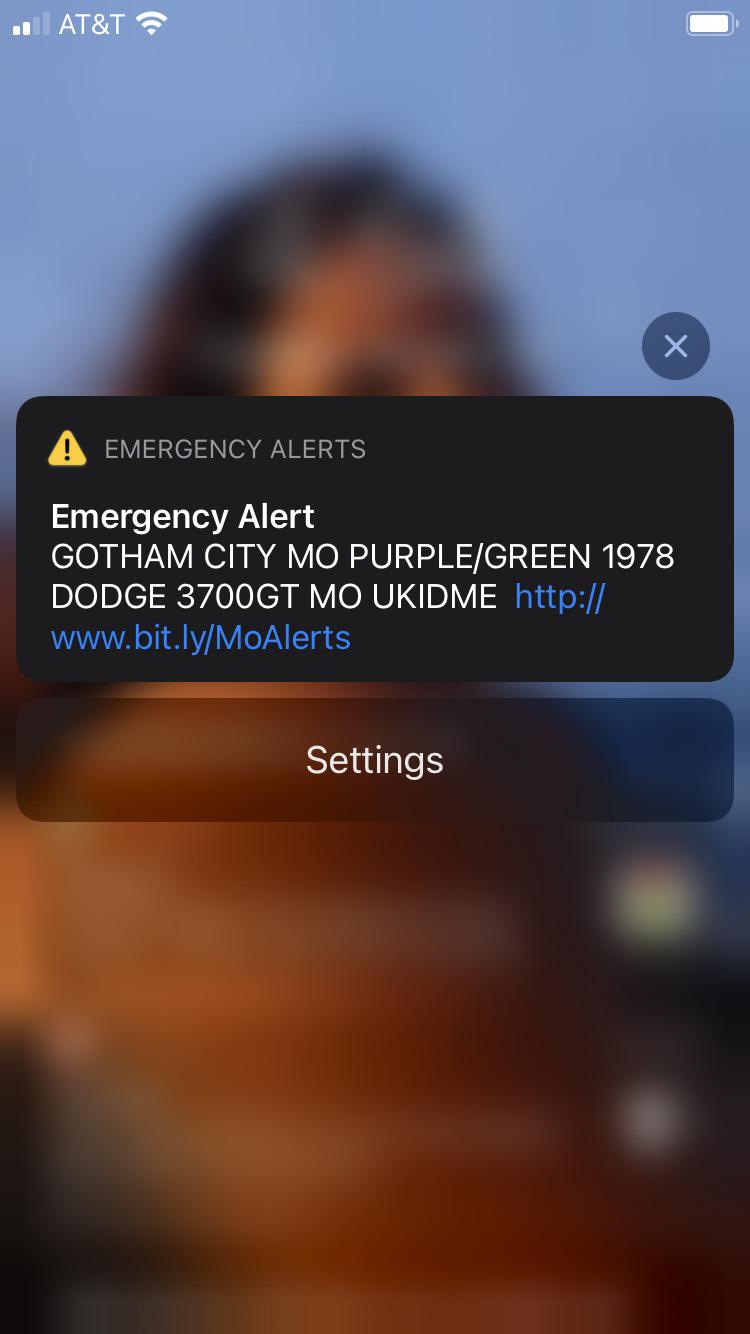 AT&T
EMERGENCY ALERTS
Emergency Alert
GOTHAM CITY MO PURPLE/GREEN 1978
DODGE 3700GT MO UKIDME http://
www.bit.ly/MoAlerts
Settings